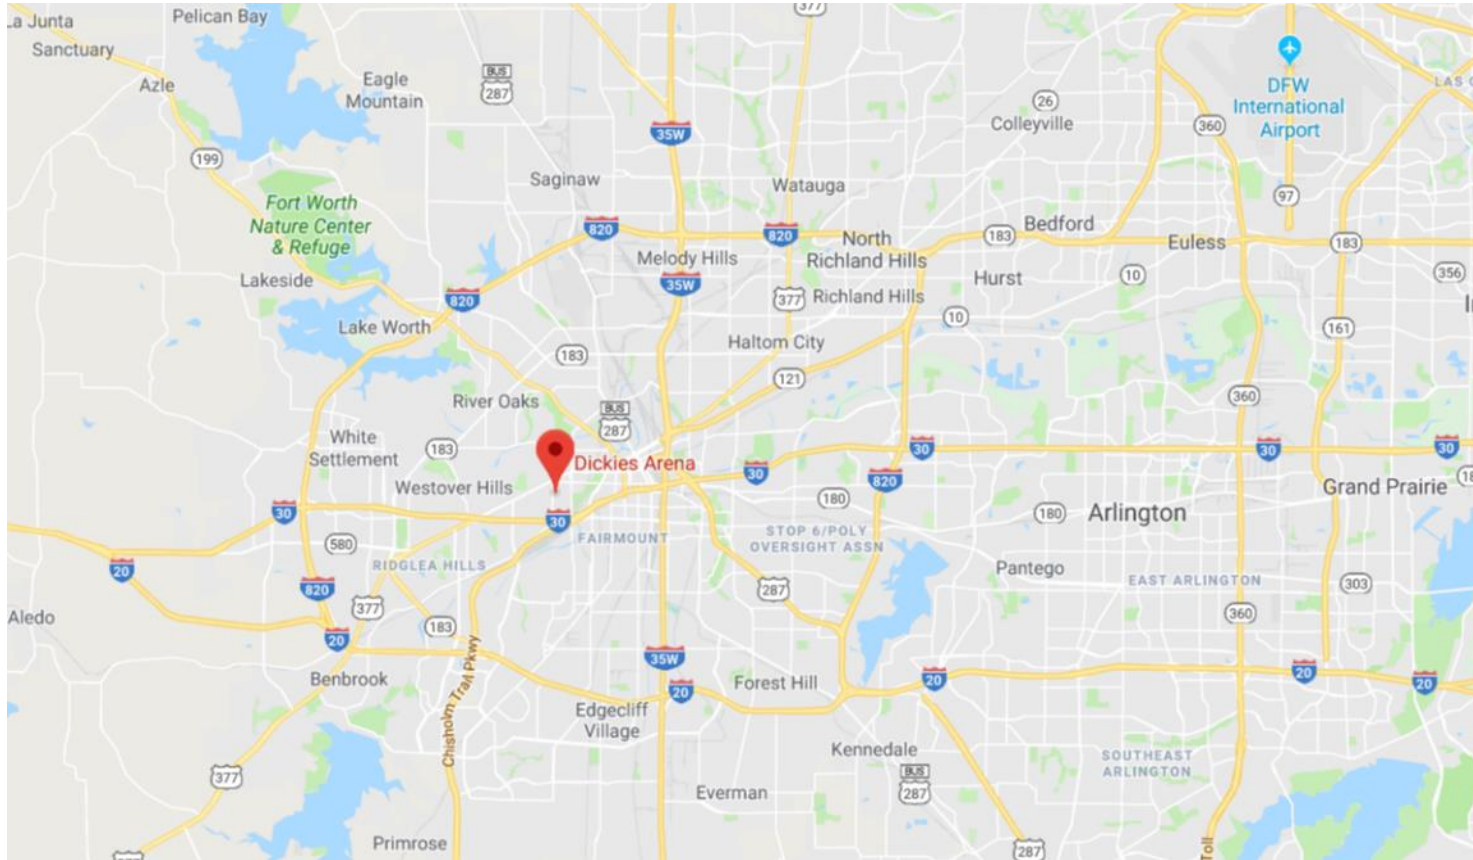 377
La Junta
Pelican Bay
Sanctuary
Azle
Eagle
Mountain
BUS
287
DFW
International
Airport
26
Colleyville
360
35W
199
Saginaw
Watauga
97
Fort Worth
Nature Center
& Refuge
820
820
North
Richland Hills
183
Bedford
Euless
183
Melody Hills
Lakeside
35W
377
Richland Hills
Hurst
10
356
820
Lake Worth
10
161
Haltom City
183
121
360
River Oaks
BUS
287
White
Settlement
183
Dickies Arena
30
30
30
30
820
Westover Hills
180
180
Arlington
Grand Prairie
30
30
FAIRMOUNT
STOP 6/POLY
OVERSIGHT ASSN
580
20
RIDGLEA HILLS
Pantego
EAST ARLINGTON
303
820
377
287
Aledo
183
360
20
Chisholm Trail Pkwy
35W
Benbrook
20
Forest Hill
20
20
20
Edgecliff
Village
Kennedale
SOUTHEAST
ARLINGTON
377
BUS
287
Everman
Primrose
287
Toll